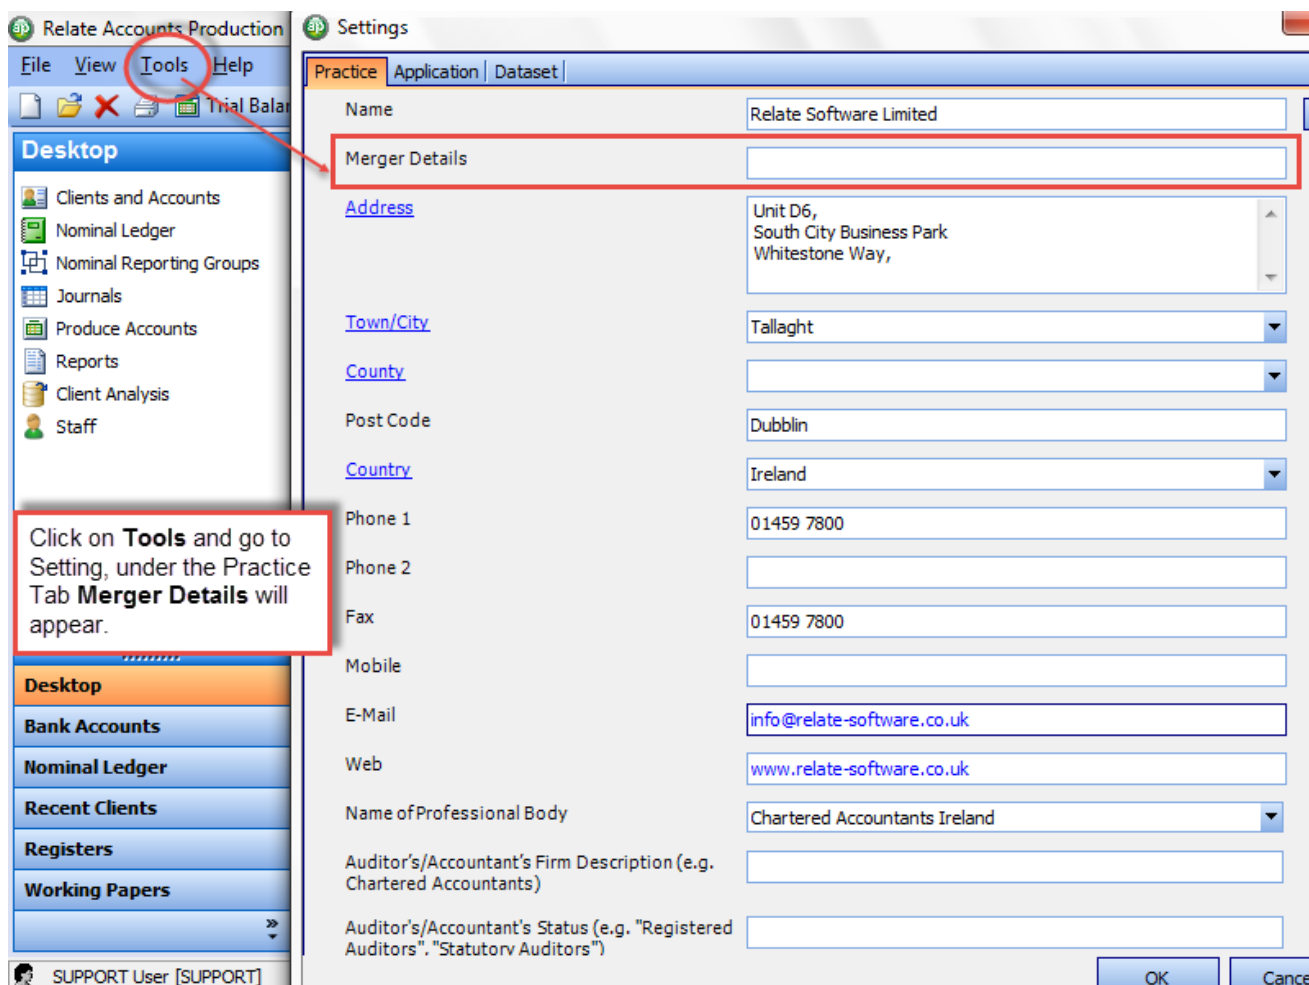 Relate Accounts Production
File View Tools Help
Trial Balan
Desktop
Clients and Accounts
Nominal Ledger
Nominal Reporting Groups
Journals
Produce Accounts
Reports
Client Analysis
Staff
Click on Tools and go to
Setting, under the Practice
Tab Merger Details will
appear.
Desktop
Bank Accounts
Nominal Ledger
Recent Clients
Registers
Working Papers
SUPPORT User [SUPPORT]
Settings
Practice Application Dataset
Name Relate Software Limited
Merger Details
Address Unit D6,
South City Business Park
Whitestone Way,
Town/City Tallaght
County
Post Code Dubblin
Country Ireland
Phone 1 01459 7800
Phone 2
Fax 01459 7800
Mobile
E-Mail info@relate-software.co.uk
Web www.relate-software.co.uk
Name of Professional Body Chartered Accountants Ireland
Auditor's/Accountant's Firm Description (e.g.
Chartered Accountants)
Auditor's/Accountant's Status (e.g. "Registered
Auditors", "Statutory Auditors")
OK Cance